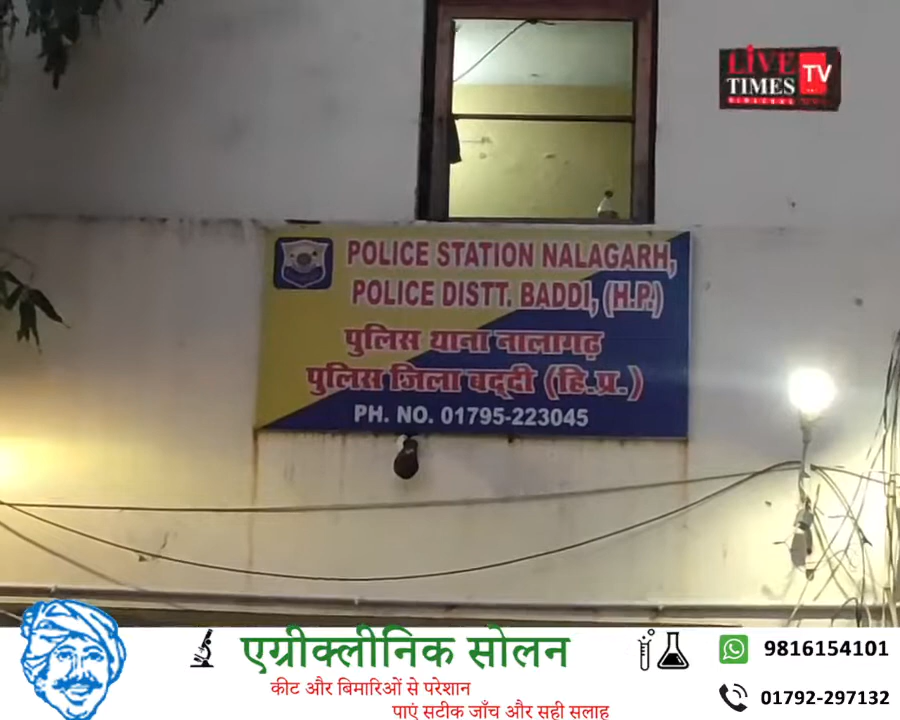 LIVE
TIMES
TV
POLICE STATION NALAGARH,
POLICE DISTT. BADDI, (H.P.)
पुलिस थाना नालागढ़
पुलिस जिला बद्दी (हि.प्र.)
PH. NO. 01795-223045
एग्रीक्लीनिक सोलन
कीट और बिमारिओं से परेशान
पाएं सटीक जाँच और सही सलाह
9816154101
01792-297132